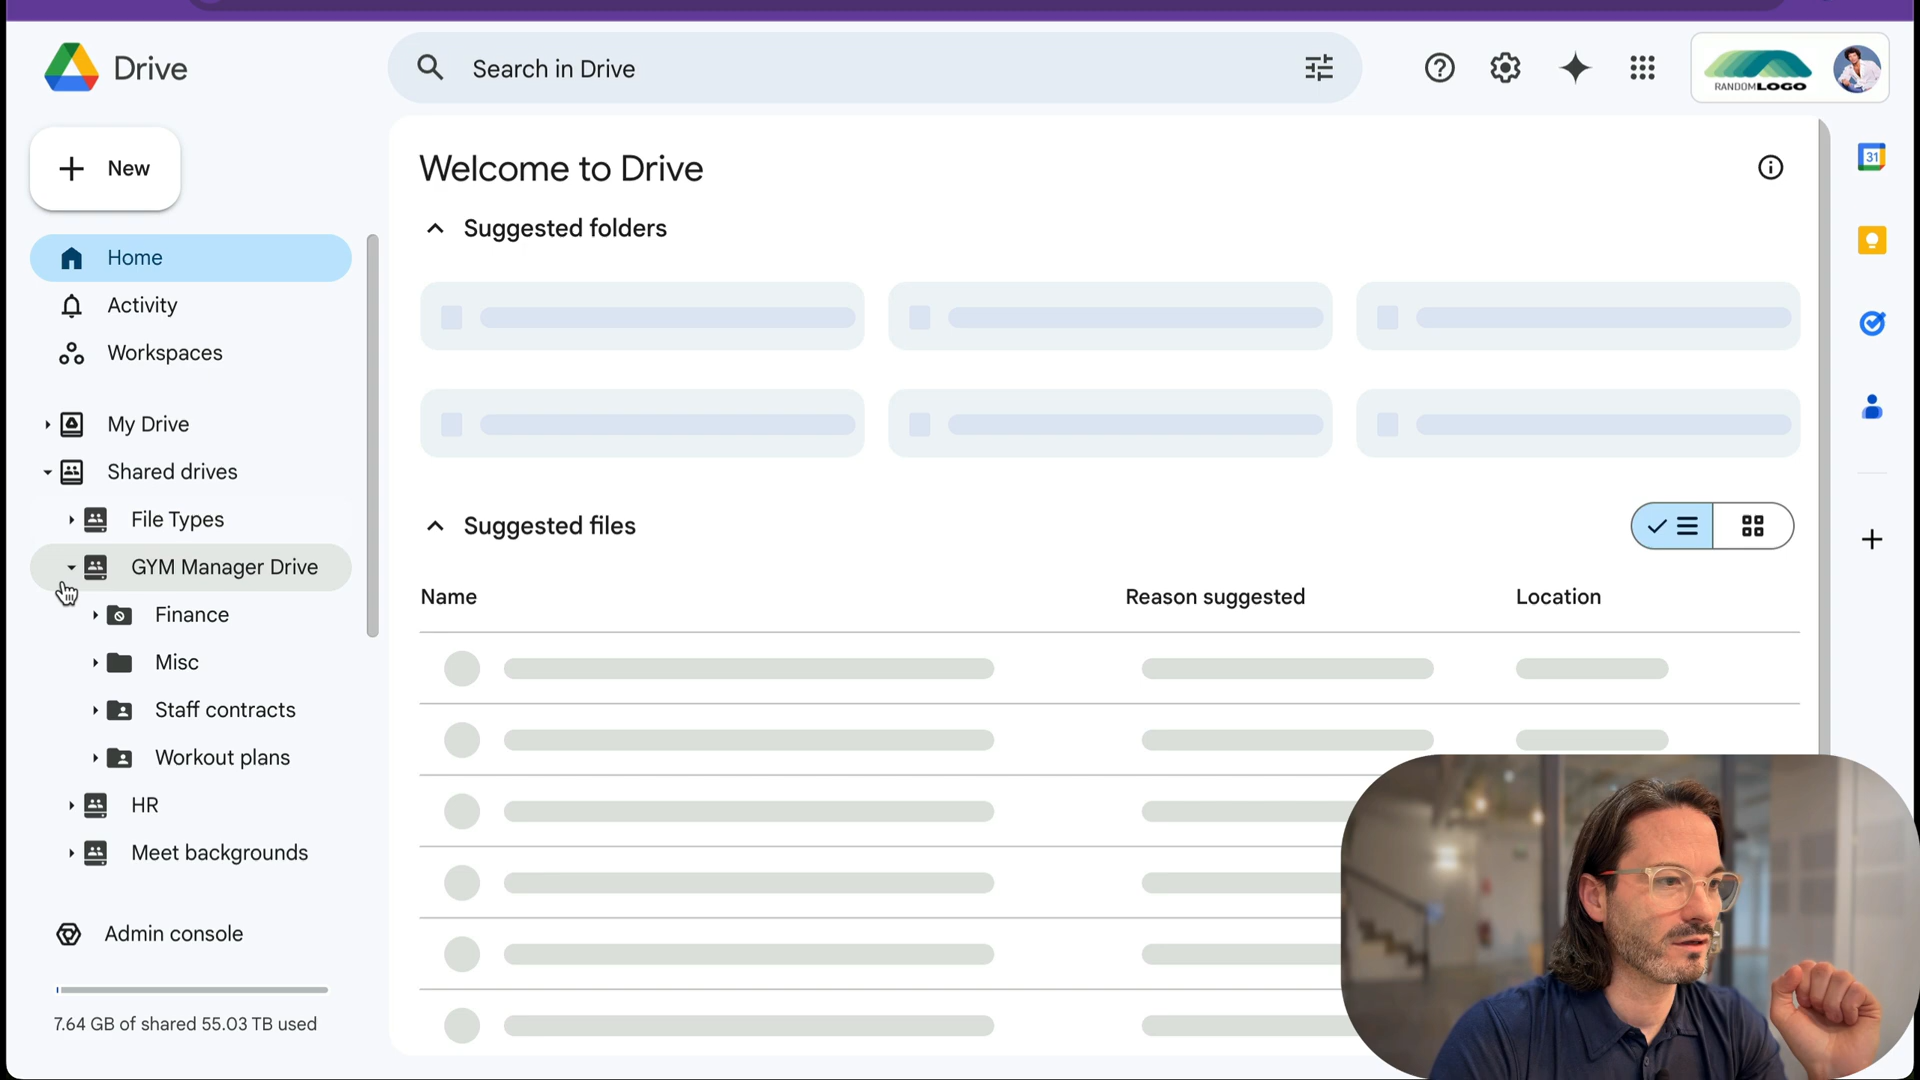 Drive
Search in Drive
RANDOMLOGO
New
Welcome to Drive
Suggested folders
Home
Activity
Workspaces
My Drive
Shared drives
File Types
GYM Manager Drive
Finance
Misc
Staff contracts
Workout plans
HR
Meet backgrounds
Admin console
7.64 GB of shared 55.03 TB used
Suggested files
Name
Reason suggested
Location
31